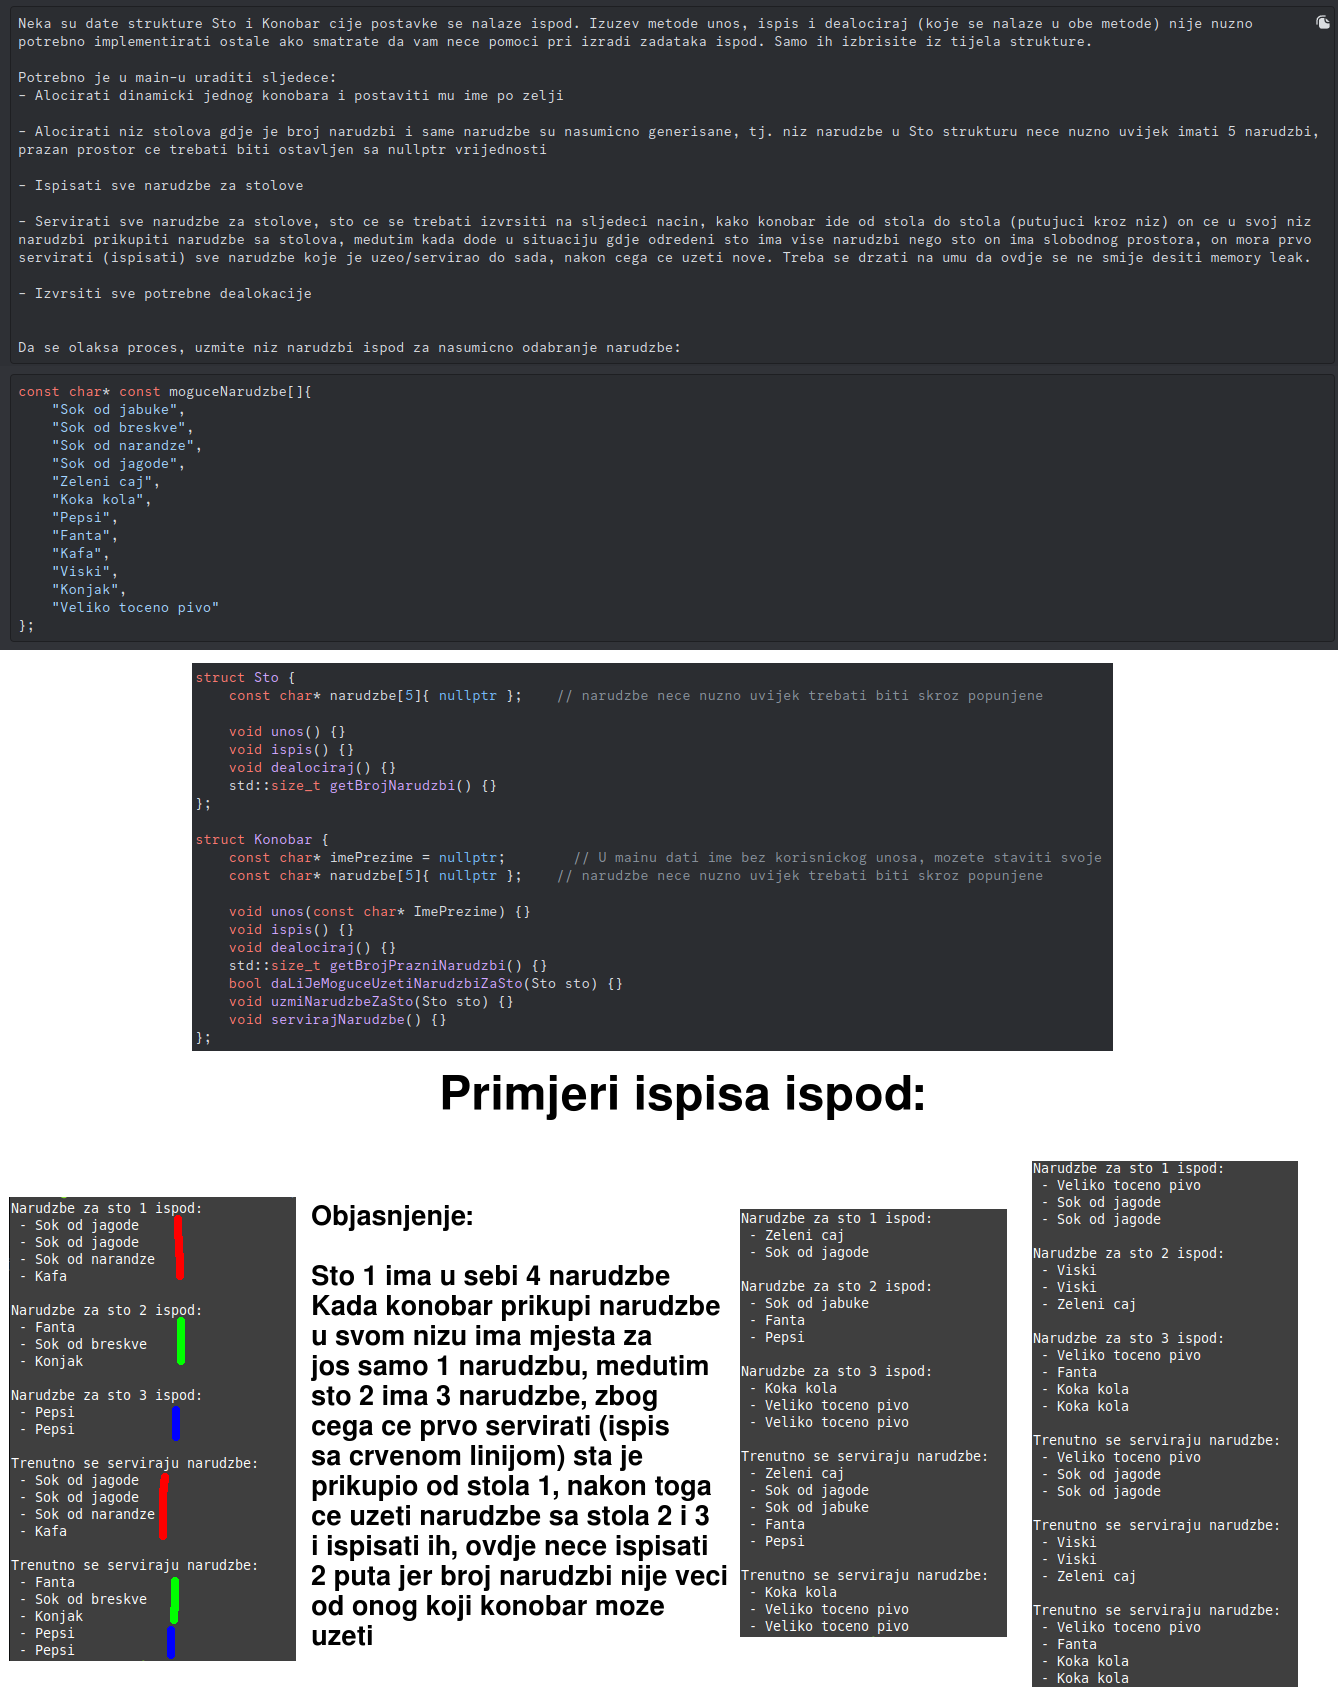 Neka su date strukture Sto i Konobar cije postavke se nalaze ispod. Izuzev metode unos, ispis i dealociraj (koje se nalaze u obe metode) nije nuzno
potrebno implementirati ostale ako smatrate da vam nece pomoci pri izradi zadataka ispod. Samo ih izbrisite iz tijela strukture.
Potrebno je u main-u uraditi sljedece:
- Alocirati dinamicki jednog konobara i postaviti mu ime po zelji
- Alocirati niz stolova gdje je broj narudzbi i same narudzbe su nasumicno generisane, tj. niz narudzbe u Sto strukturu nece nuzno uvijek imati 5 narudzbi,
prazan prostor ce trebati biti ostavljen sa nullptr vrijednosti
- Ispisati sve narudzbe za stolove
- Servirati sve narudzbe za stolove, sto ce se trebati izvrsiti na sljedeci nacin, kako konobar ide od stola do stola (putujuci kroz niz) on ce u svoj niz
narudzbi prikupiti narudzbe sa stolova, medutim kada dode u situaciju gdje odredeni sto ima vise narudzbi nego sto on ima slobodnog prostora, on mora prvo
servirati (ispisati) sve narudzbe koje je uzeo/servirao do sada, nakon cega ce uzeti nove. Treba se drzati na umu da ovdje se ne smije desiti memory leak.
- Izvrsiti sve potrebne dealokacije
Da se olaksa proces, uzmite niz narudzbi ispod za nasumicno odabranje narudzbe:
const char* const moguceNarudzbe[]{
"Sok od jabuke",
"Sok od breskve",
"Sok od narandze",
"Sok od jagode",
"Zeleni caj",
"Koka kola",
"Pepsi",
"Fanta",
"Kafa",
"Viski",
"Konjak",
"Veliko toceno pivo"
};
struct Sto {
const char* narudzbe[5]{ nullptr };    // narudzbe nece nuzno uvijek trebati biti skroz popunjene
void unos() {}
void ispis() {}
void dealociraj() {}
std::size_t getBrojNarudzbi() {}
};
struct Konobar {
const char* imePrezime = nullptr;        // U mainu dati ime bez korisnickog unosa, mozete staviti svoje
const char* narudzbe[5]{ nullptr };    // narudzbe nece nuzno uvijek trebati biti skroz popunjene
void unos(const char* ImePrezime) {}
void ispis() {}
void dealociraj() {}
std::size_t getBrojPrazniNarudzbi() {}
bool daLiJeMoguceUzetiNarudzbiZaSto(Sto sto) {}
void uzmiNarudzbeZaSto(Sto sto) {}
void servirajNarudzbe() {}
};
Primjeri ispisa ispod:
Narudzbe za sto 1 ispod:
- Sok od jagode
- Sok od jagode
- Sok od narandze
- Kafa
Narudzbe za sto 2 ispod:
- Fanta
- Sok od breskve
- Konjak
Narudzbe za sto 3 ispod:
- Pepsi
- Pepsi
Trenutno se serviraju narudzbe:
- Sok od jagode
- Sok od jagode
- Sok od narandze
- Kafa
Trenutno se serviraju narudzbe:
- Fanta
- Sok od breskve
- Konjak
- Pepsi
- Pepsi
Objasnjenje:
Sto 1 ima u sebi 4 narudzbe
Kada konobar prikupi narudzbe
u svom nizu ima mjesta za
jos samo 1 narudzbu, medutim
sto 2 ima 3 narudzbe, zbog
cega ce prvo servirati (ispis
sa crvenom linijom) sta je
prikupio od stola 1, nakon toga
ce uzeti narudzbe sa stola 2 i 3
i ispisati ih, ovdje nece ispisati
2 puta jer broj narudzbi nije veci
od onog koji konobar moze
uzeti
Narudzbe za sto 1 ispod:
- Zeleni caj
- Sok od jagode
Narudzbe za sto 2 ispod:
- Sok od jabuke
- Fanta
- Pepsi
Narudzbe za sto 3 ispod:
- Koka kola
- Veliko toceno pivo
- Veliko toceno pivo
Trenutno se serviraju narudzbe:
- Zeleni caj
- Sok od jagode
- Sok od jabuke
- Fanta
- Pepsi
Trenutno se serviraju narudzbe:
- Koka kola
- Veliko toceno pivo
- Veliko toceno pivo
Narudzbe za sto 1 ispod:
- Veliko toceno pivo
- Sok od jagode
- Sok od jagode
Narudzbe za sto 2 ispod:
- Viski
- Viski
- Zeleni caj
Narudzbe za sto 3 ispod:
- Veliko toceno pivo
- Fanta
- Koka kola
- Koka kola
Trenutno se serviraju narudzbe:
- Veliko toceno pivo
- Sok od jagode
- Sok od jagode
Trenutno se serviraju narudzbe:
- Viski
- Viski
- Zeleni caj
Trenutno se serviraju narudzbe:
- Veliko toceno pivo
- Fanta
- Koka kola
- Koka kola